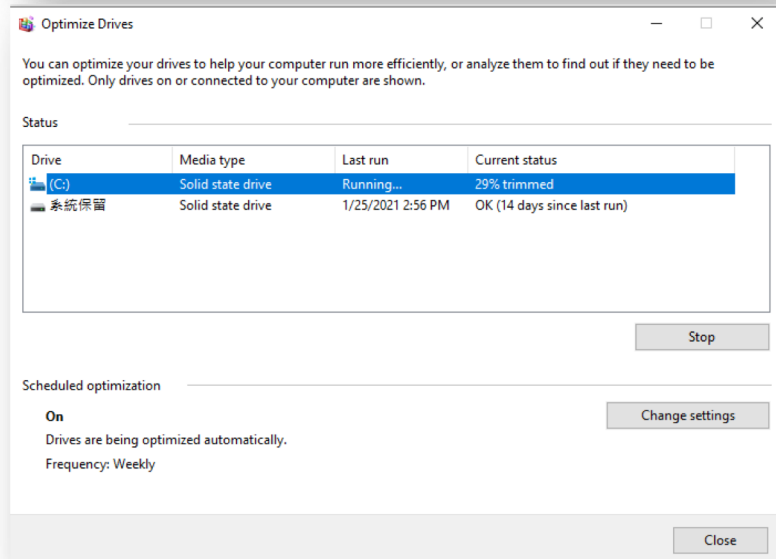 Optimize Drives
You can optimize your drives to help your computer run more efficiently, or analyze them to find out if they need to be
optimized. Only drives on or connected to your computer are shown.
Status
Drive Media type Last run Current status
(C:) Solid state drive Running... 29% trimmed
系統保留 Solid state drive 1/25/2021 2:56 PM OK (14 days since last run)
Stop
Scheduled optimization
On Change settings
Drives are being optimized automatically.
Frequency: Weekly
Close